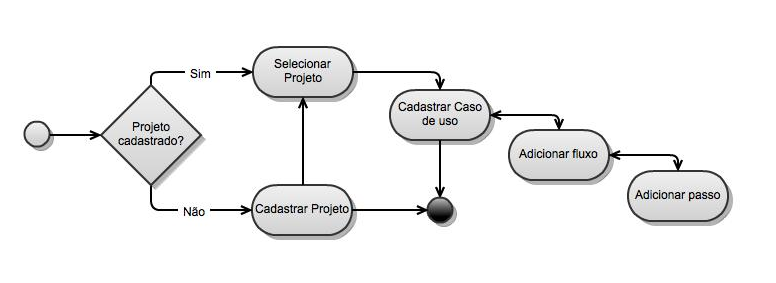 Projeto
cadastrado?
Sim
Não
Selecionar
Projeto
Cadastrar Projeto
Cadastrar Caso
de uso
Adicionar fluxo
Adicionar passo